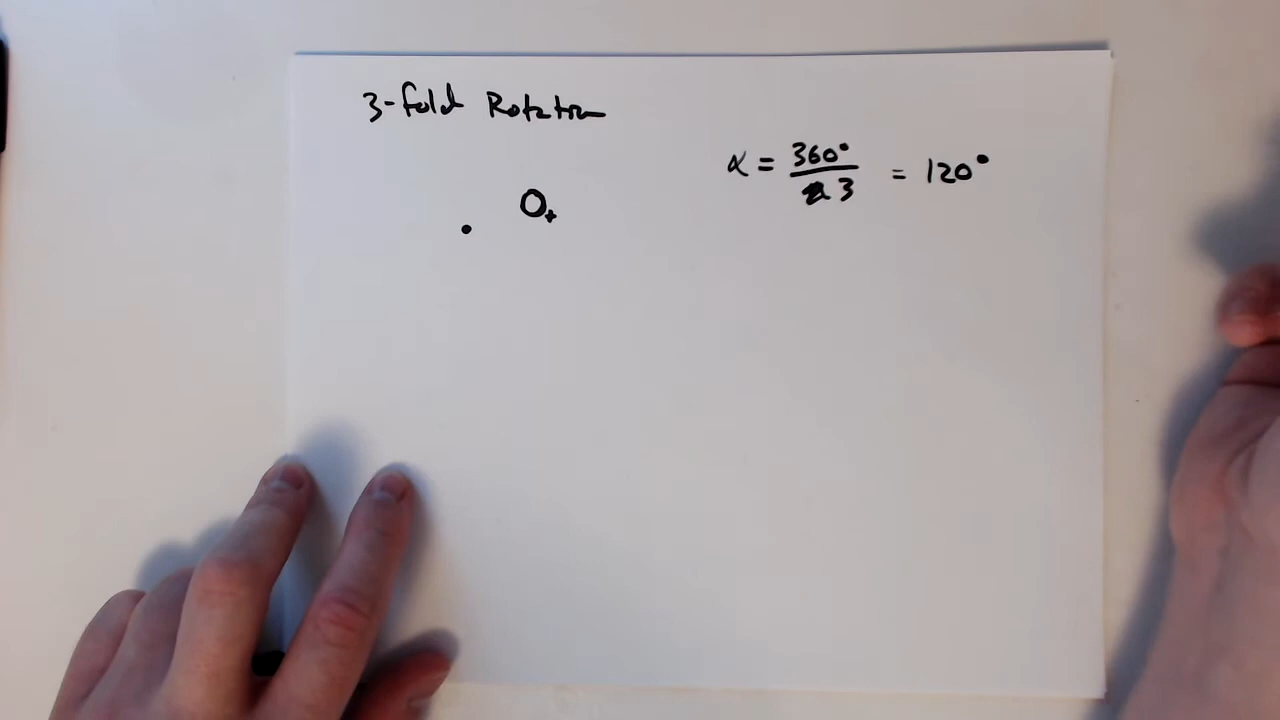 3-fold Rotation
α = 360° / 3 = 120°
O+